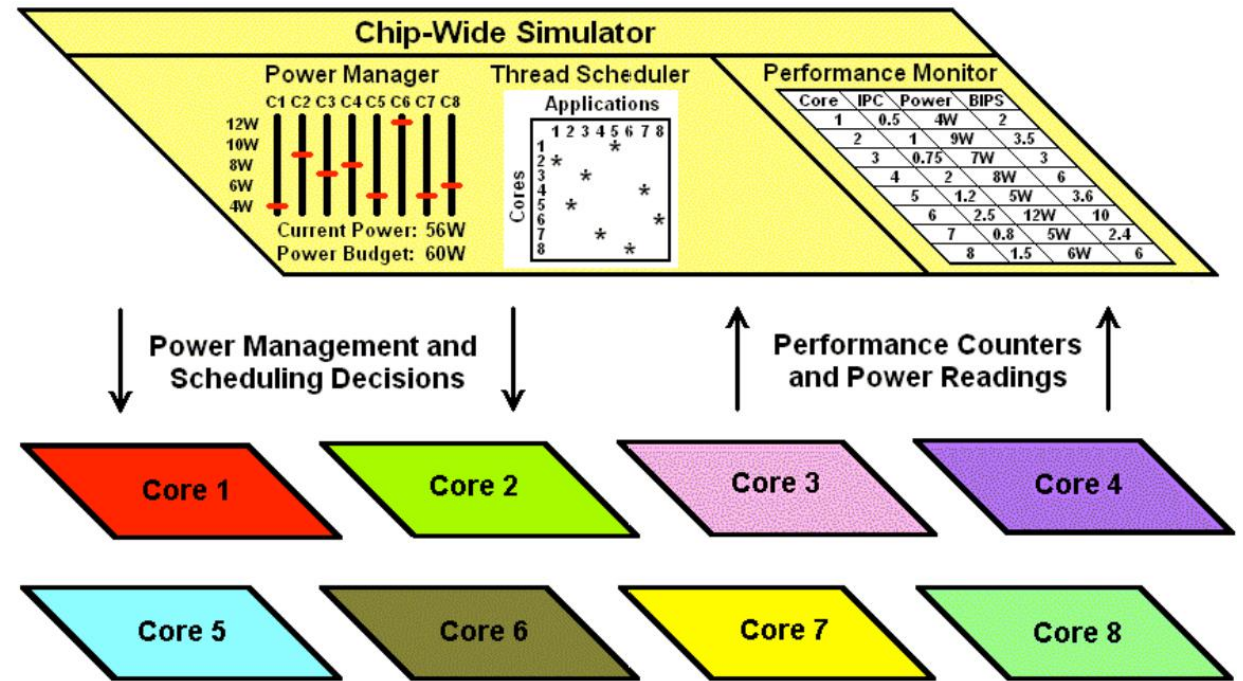 Chip-Wide Simulator
Power Manager
C1 C2 C3 C4 C5 C6 C7 C8
12W
10W
8W
6W
4W
Current Power: 56W
Power Budget: 60W
Thread Scheduler
Applications
1 2 3 4 5 6 7 8
Cores
1 *
2 *
3 *
4 *
5 *
6 *
7 *
8 *
Performance Monitor
Core IPC Power BIPS
1 0.5 4W 2
2 1 9W 3.5
3 0.75 7W 3
4 2 8W 6
5 1.2 5W 3.6
6 2.5 12W 10
7 0.8 5W 2.4
8 1.5 6W 6
Power Management and
Scheduling Decisions
Performance Counters
and Power Readings
Core 1
Core 2
Core 3
Core 4
Core 5
Core 6
Core 7
Core 8